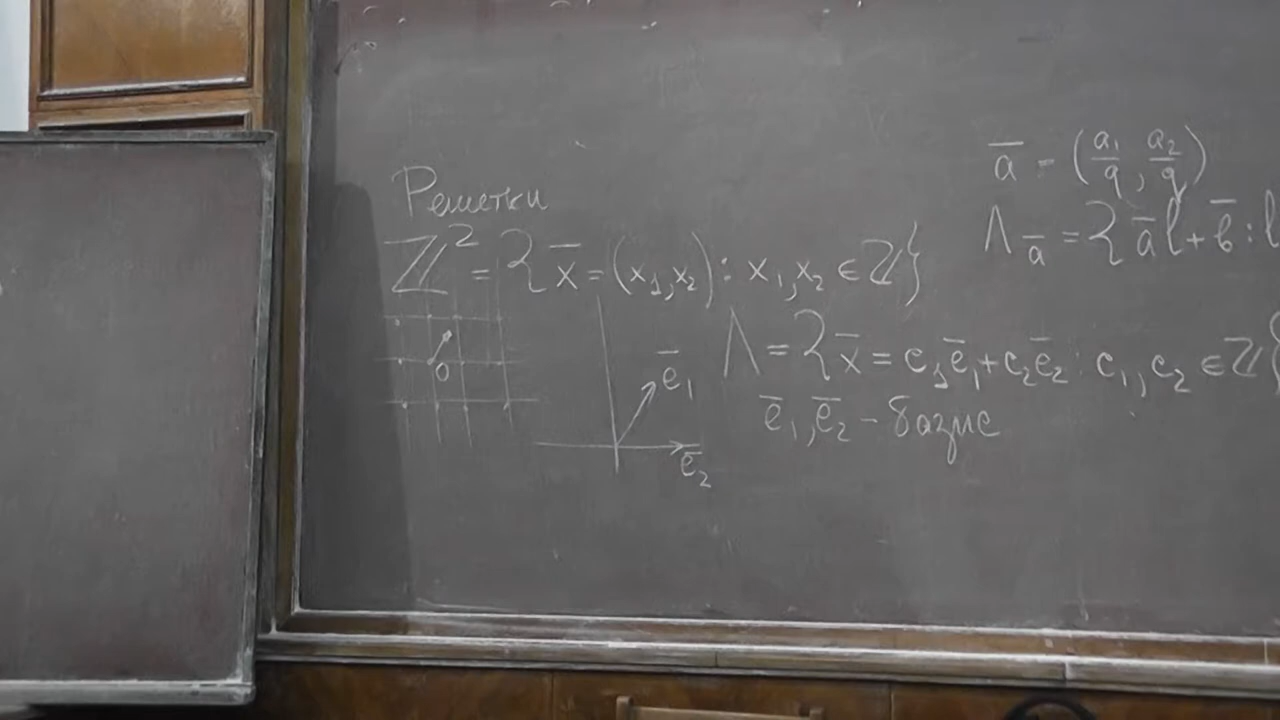 Решетки
ℤ² = { x̄ = (x₁, x₂) : x₁, x₂ ∈ ℤ }
0
ē₁
ē₂
Λ = { x̄ = c₁ē₁ + c₂ē₂ : c₁, c₂ ∈ ℤ }
ē₁, ē₂ - базис
ā = (a₁/q, a₂/q)
Λ_ā = { āl + b̄ : l